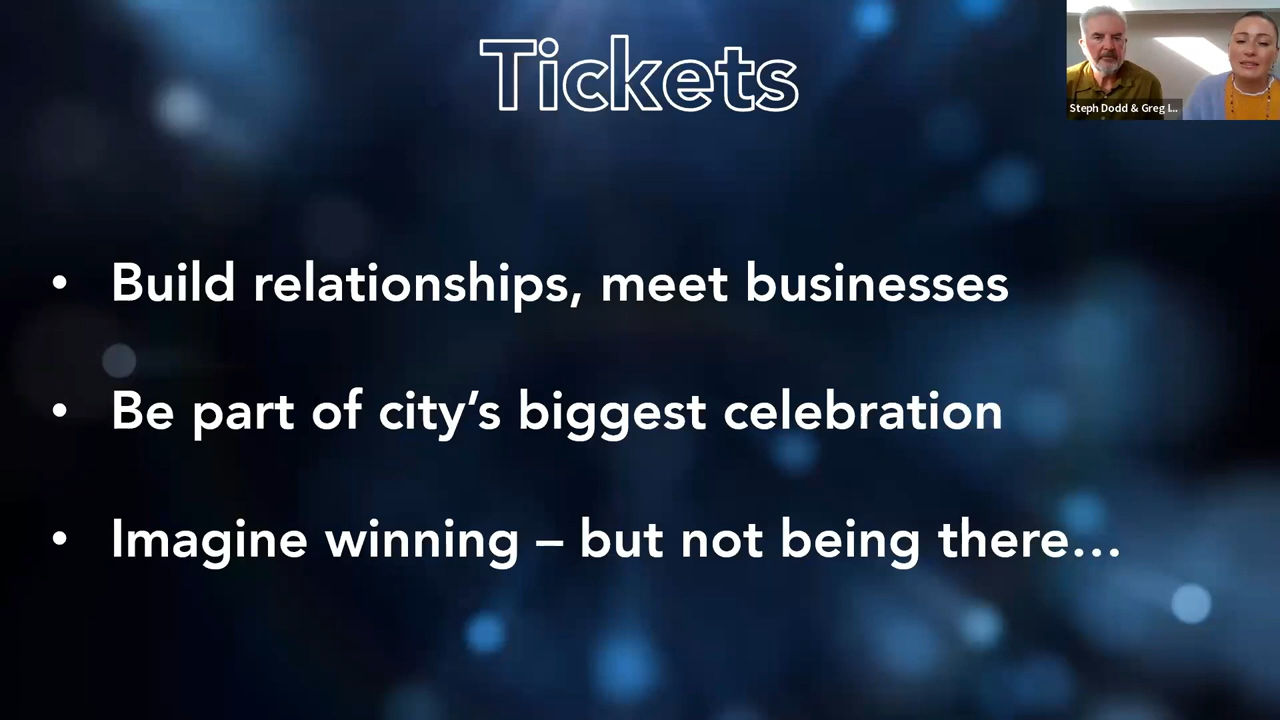 Tickets
Steph Dodd & Greg L...
• Build relationships, meet businesses
• Be part of city’s biggest celebration
• Imagine winning – but not being there...